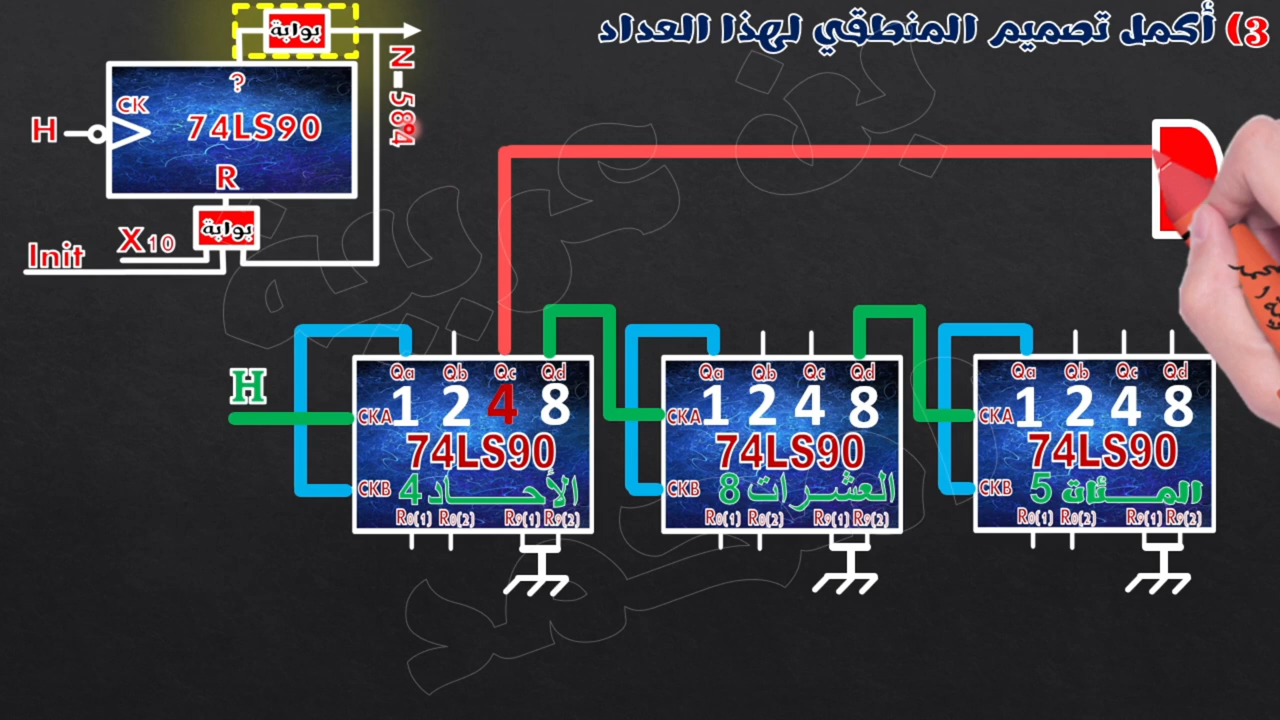 3) أكمل تصميم المنطقي لهذا العداد
بوابة
N=584
?
CK
H
74LS90
R
بوابة
X10
Init
H
Qa Qb Qc Qd
1 2 4 8
CKA
74LS90
CKB
الأحـــاد 4
R0(1) R0(2) R9(1) R9(2)
Qa Qb Qc Qd
1 2 4 8
CKA
74LS90
CKB
العشــرات 8
R0(1) R0(2) R9(1) R9(2)
Qa Qb Qc Qd
1 2 4 8
CKA
74LS90
CKB
المــئات 5
R0(1) R0(2) R9(1) R9(2)